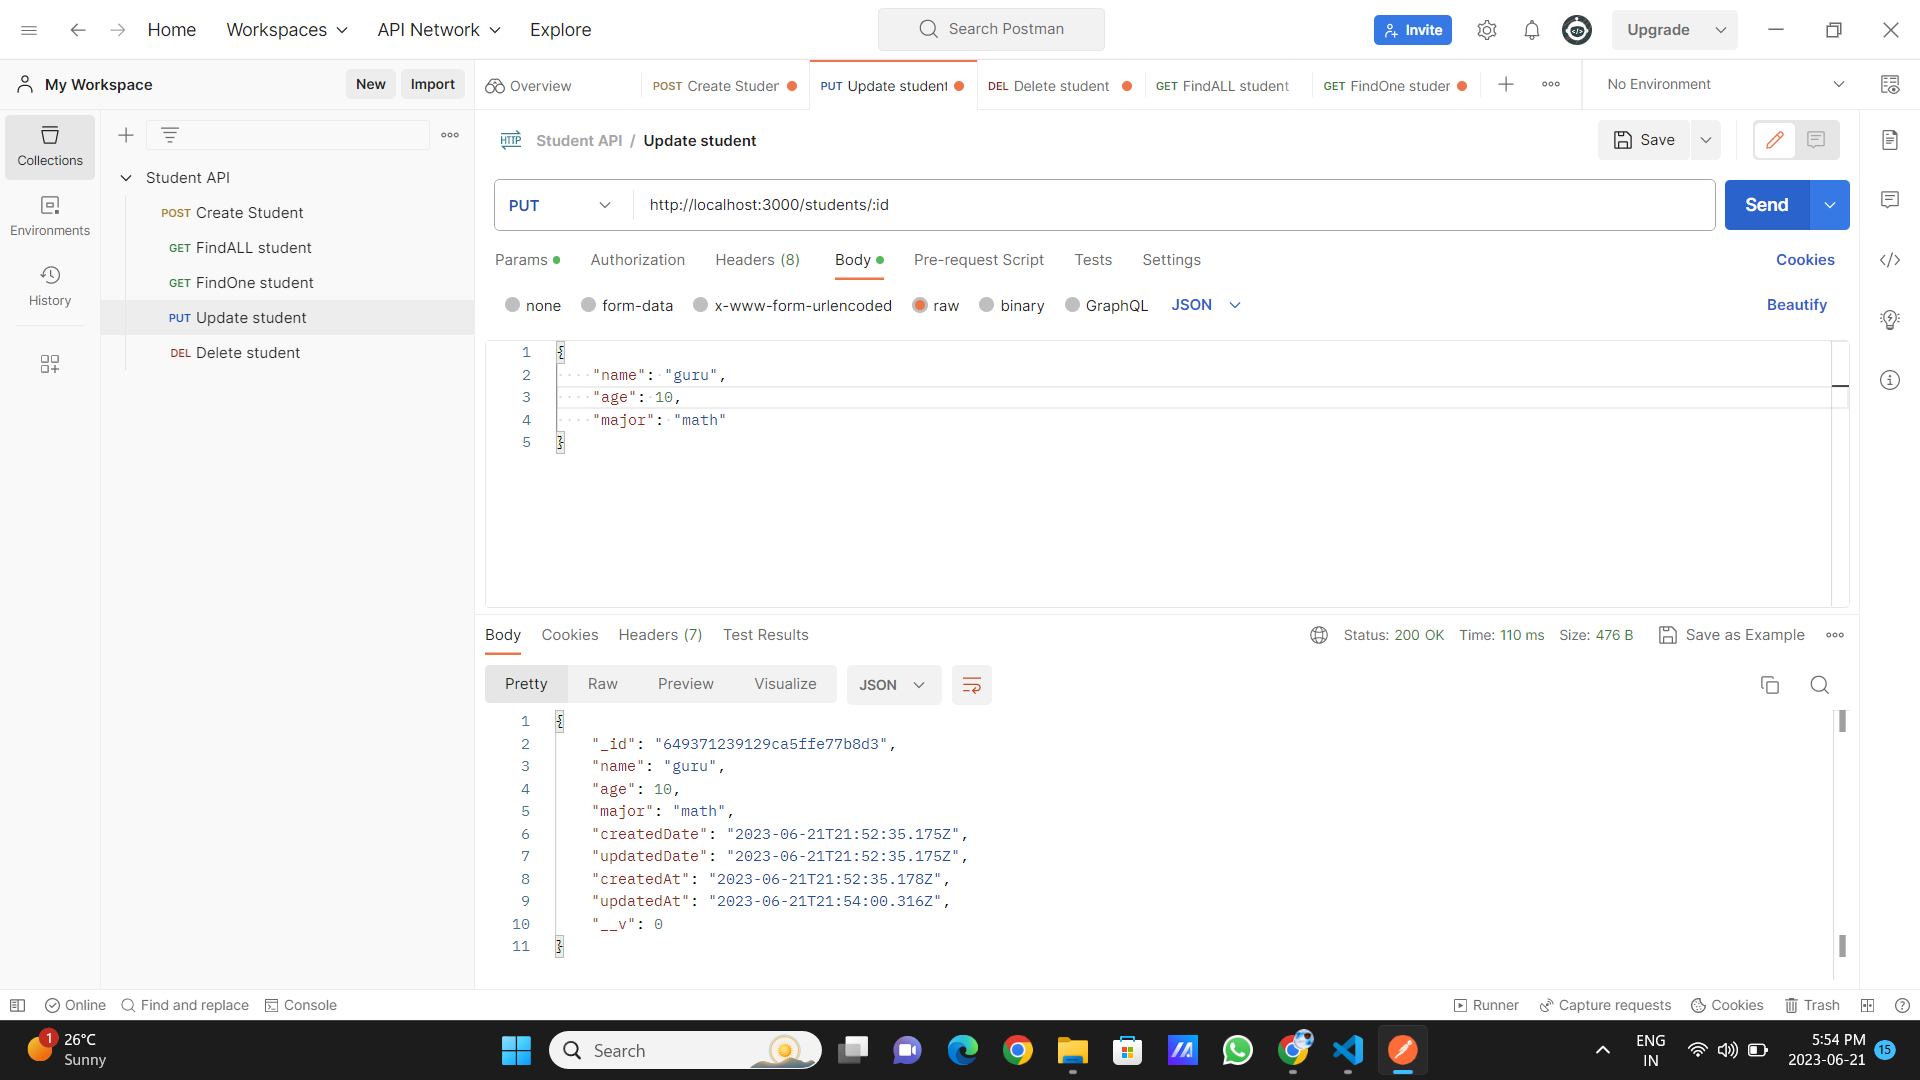 Home
Workspaces
API Network
Explore
Search Postman
Invite
Upgrade
My Workspace
New
Import
Overview
POST Create Studen
PUT Update student
DEL Delete student
GET FindALL student
GET FindOne studer
No Environment
Collections
Environments
History
Student API
POST Create Student
GET FindALL student
GET FindOne student
PUT Update student
DEL Delete student
HTTP Student API / Update student
Save
PUT
http://localhost:3000/students/:id
Send
Params
Authorization
Headers (8)
Body
Pre-request Script
Tests
Settings
Cookies
none
form-data
x-www-form-urlencoded
raw
binary
GraphQL
JSON
Beautify
1 {
2 "name": "guru",
3 "age": 10,
4 "major": "math"
5 }
Body
Cookies
Headers (7)
Test Results
Status: 200 OK
Time: 110 ms
Size: 476 B
Save as Example
Pretty
Raw
Preview
Visualize
JSON
1 {
2 "_id": "649371239129ca5ffe77b8d3",
3 "name": "guru",
4 "age": 10,
5 "major": "math",
6 "createdDate": "2023-06-21T21:52:35.175Z",
7 "updatedDate": "2023-06-21T21:52:35.175Z",
8 "createdAt": "2023-06-21T21:52:35.178Z",
9 "updatedAt": "2023-06-21T21:54:00.316Z",
10 "__v": 0
11 }
Online
Find and replace
Console
Runner
Capture requests
Cookies
Trash
1
26°C
Sunny
Search
ENG
IN
5:54 PM
2023-06-21
15